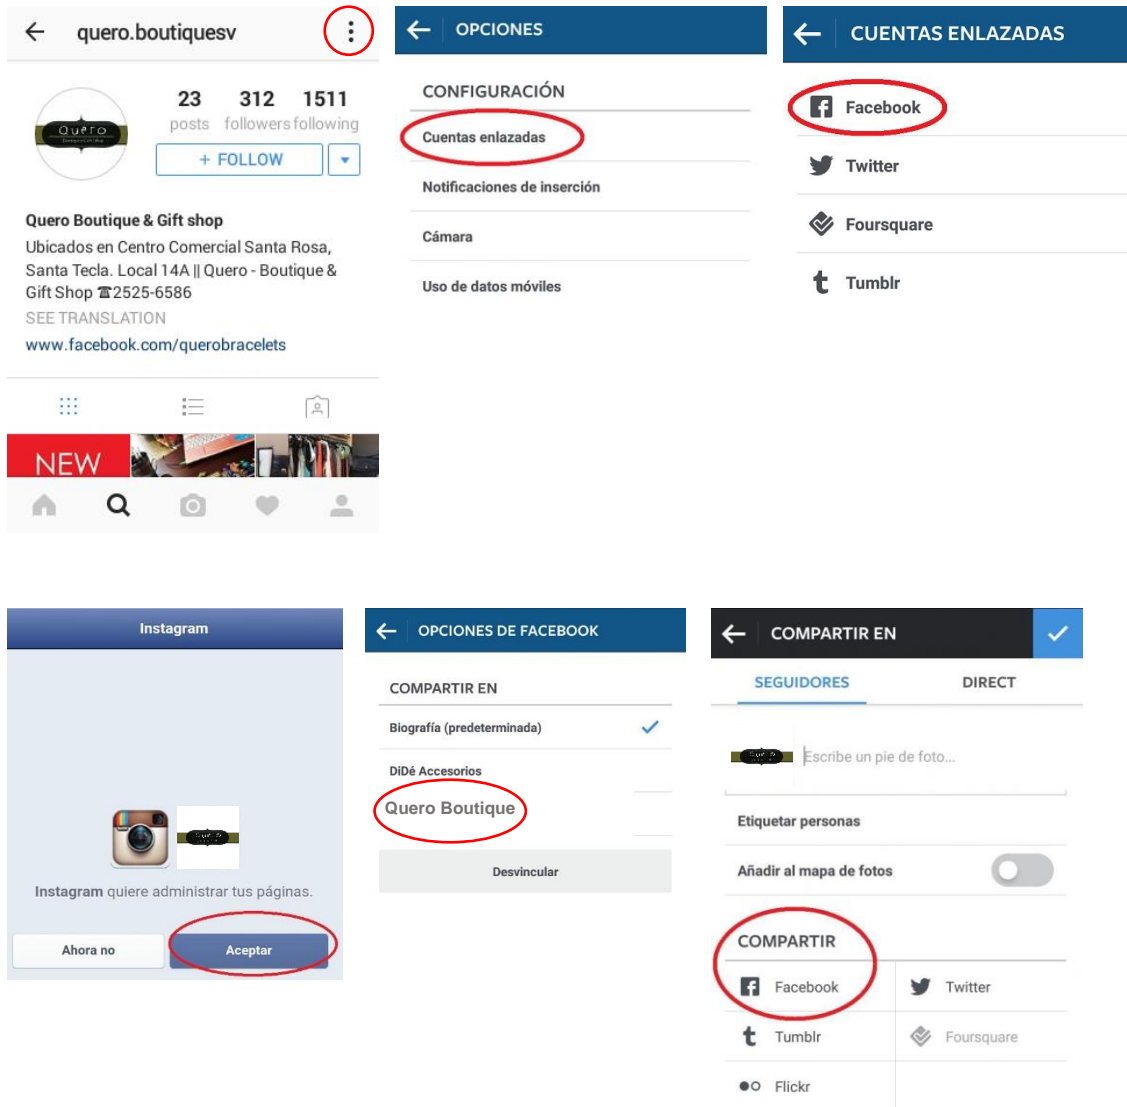 quero.boutiquesv
Quero
23 312 1511
posts followers following
+ FOLLOW
Quero Boutique & Gift shop
Ubicados en Centro Comercial Santa Rosa,
Santa Tecla. Local 14A || Quero - Boutique &
Gift Shop ☎2525-6586
SEE TRANSLATION
www.facebook.com/querobracelets
NEW
OPCIONES
CONFIGURACIÓN
Cuentas enlazadas
Notificaciones de inserción
Cámara
Uso de datos móviles
CUENTAS ENLAZADAS
Facebook
Twitter
Foursquare
Tumblr
Instagram
Quero
Instagram quiere administrar tus páginas.
Ahora no
Aceptar
OPCIONES DE FACEBOOK
COMPARTIR EN
Biografía (predeterminada)
DiDé Accesorios
Quero Boutique
Desvincular
COMPARTIR EN
SEGUIDORES DIRECT
Quero
Escribe un pie de foto...
Etiquetar personas
Añadir al mapa de fotos
COMPARTIR
Facebook Twitter
Tumblr Foursquare
Flickr